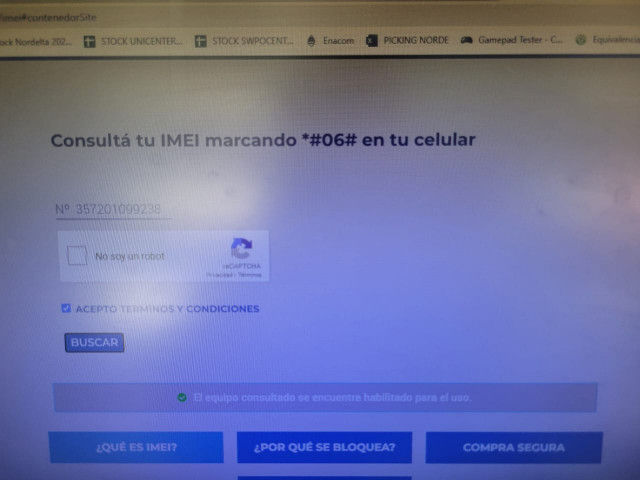 imei#contenedorSite
ock Nordelta 202... STOCK UNICENTER... STOCK SWPOCENT... Enacom PICKING NORDE Gamepad Tester - C... Equivalencia
Consultá tu IMEI marcando *#06# en tu celular
Nº 357201099238
No soy un robot
reCAPTCHA
Privacidad - Términos
ACEPTO TERMINOS Y CONDICIONES
BUSCAR
El equipo consultado se encuentra habilitado para el uso.
¿QUÉ ES IMEI? ¿POR QUÉ SE BLOQUEA? COMPRA SEGURA